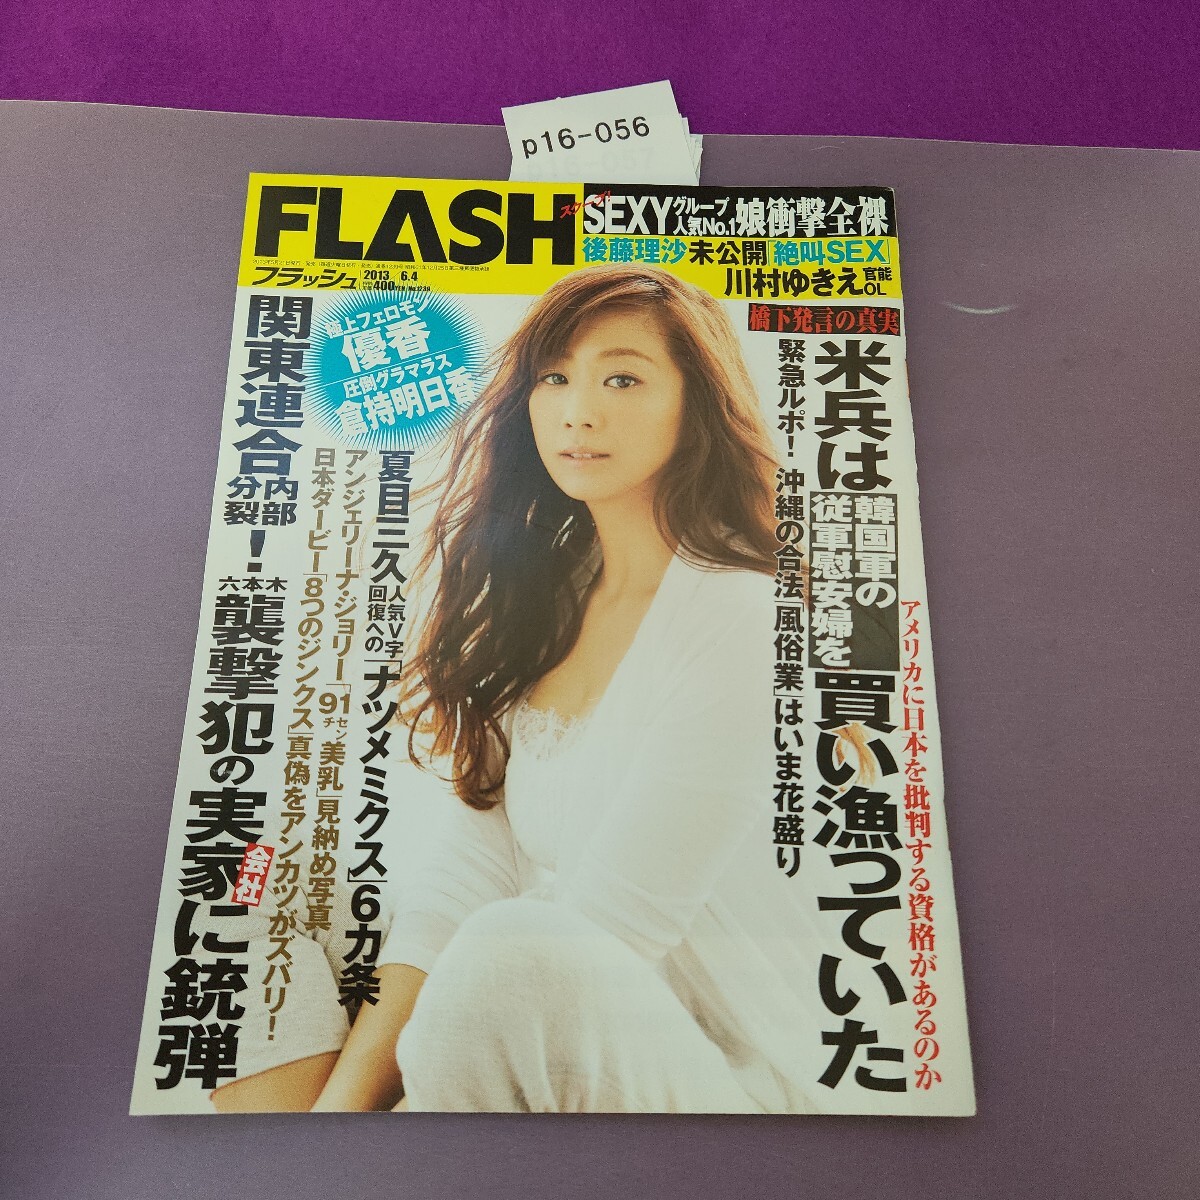 p16-056
FLASH
フラッシュ
2013 6.4
400YEN
スクープ!
SEXYグループ人気No.1娘衝撃全裸
後藤理沙未公開「絶叫SEX」
川村ゆきえ官能OL
極上フェロモン
優香
圧倒グラマラス
倉持明日香
橋下発言の真実
米兵は韓国軍の従軍慰安婦を買い漁っていた
アメリカに日本を批判する資格があるのか
緊急ルポ!沖縄の合法「風俗業」はいま花盛り
夏目三久人気V字回復への「ナツメミクス」6カ条
アンジェリーナ・ジョリー「91センチ美乳」見納め写真
日本ダービー「8つのジンクス」真偽をアンカツがズバリ!
関東連合内部分裂!
六本木襲撃犯の実家会社に銃弾